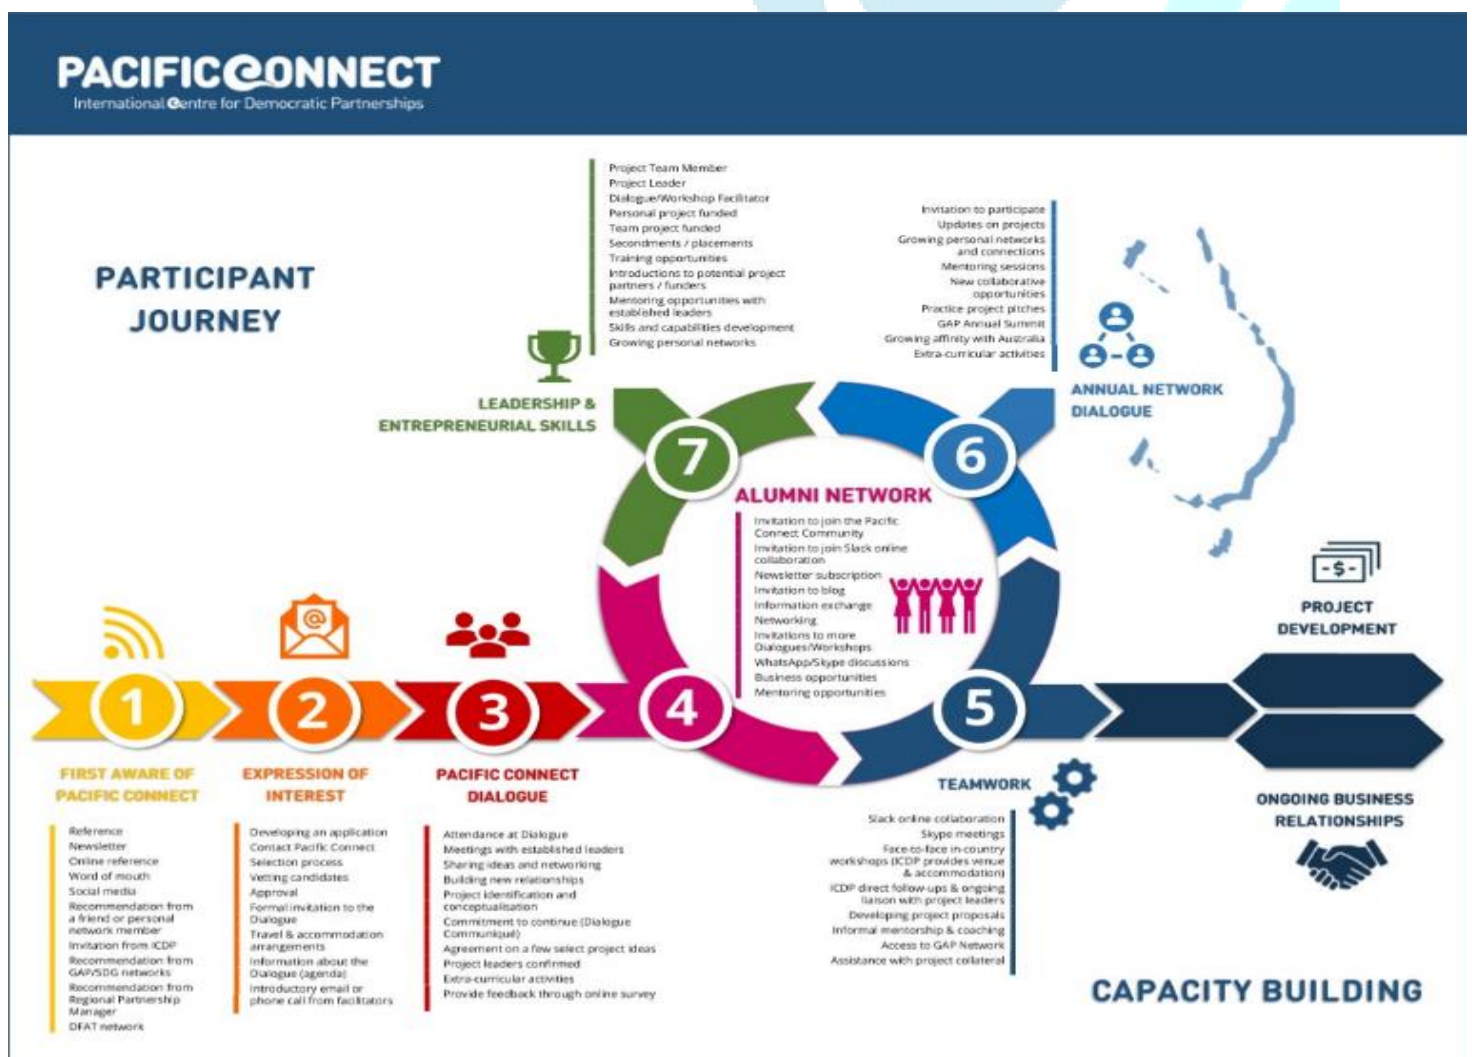 PACIFIC CONNECT
International Centre for Democratic Partnerships
PARTICIPANT
JOURNEY
Project Team Member
Project Leader
Dialogue/Workshop Facilitator
Personal project funded
Team project funded
Secondments / placements
Training opportunities
Introductions to potential project
partners / funders
Mentoring opportunities with
established leaders
Skills and capabilities development
Growing personal networks
LEADERSHIP &
ENTREPRENEURIAL SKILLS
7
Invitation to participate
Updates on projects
Growing personal networks
and connections
Mentoring sessions
New collaborative
opportunities
Practice project pitches
GAP Annual Summit
Growing affinity with Australia
Extra-curricular activities
ANNUAL NETWORK
DIALOGUE
6
ALUMNI NETWORK
Invitation to join the Pacific
Connect Community
Invitation to join Slack online
collaboration
Newsletter subscription
Invitation to blog
Information exchange
Networking
Invitations to more
Dialogues/Workshops
WhatsApp/Skype discussions
Business opportunities
Mentoring opportunities
1
2
@
3
4
5
FIRST AWARE OF
PACIFIC CONNECT
Reference
Newsletter
Online reference
Word of mouth
Social media
Recommendation from
a friend or personal
network member
Invitation from ICDP
Recommendation from
GAP/SDG networks
Recommendation from
Regional Partnership
Manager
DFAT network
EXPRESSION OF
INTEREST
Developing an application
Contact Pacific Connect
Selection process
Vetting candidates
Approval
Formal invitation to the
Dialogue
Travel & accommodation
arrangements
Information about the
Dialogue (agenda)
Introductory email or
phone call from facilitators
PACIFIC CONNECT
DIALOGUE
Attendance at Dialogue
Meetings with established leaders
Sharing ideas and networking
Building new relationships
Project identification and
conceptualisation
Commitment to continue (Dialogue
Communiqué)
Agreement on a few select project ideas
Project leaders confirmed
Extra-curricular activities
Provide feedback through online survey
TEAMWORK
Slack online collaboration
Skype meetings
Face-to-face in-country
workshops (ICDP provides venue
& accommodation)
ICDP direct follow-ups & ongoing
liaison with project leaders
Developing project proposals
Informal mentorship & coaching
Access to GAP Network
Assistance with project collateral
-$-
PROJECT
DEVELOPMENT
ONGOING BUSINESS
RELATIONSHIPS
CAPACITY BUILDING